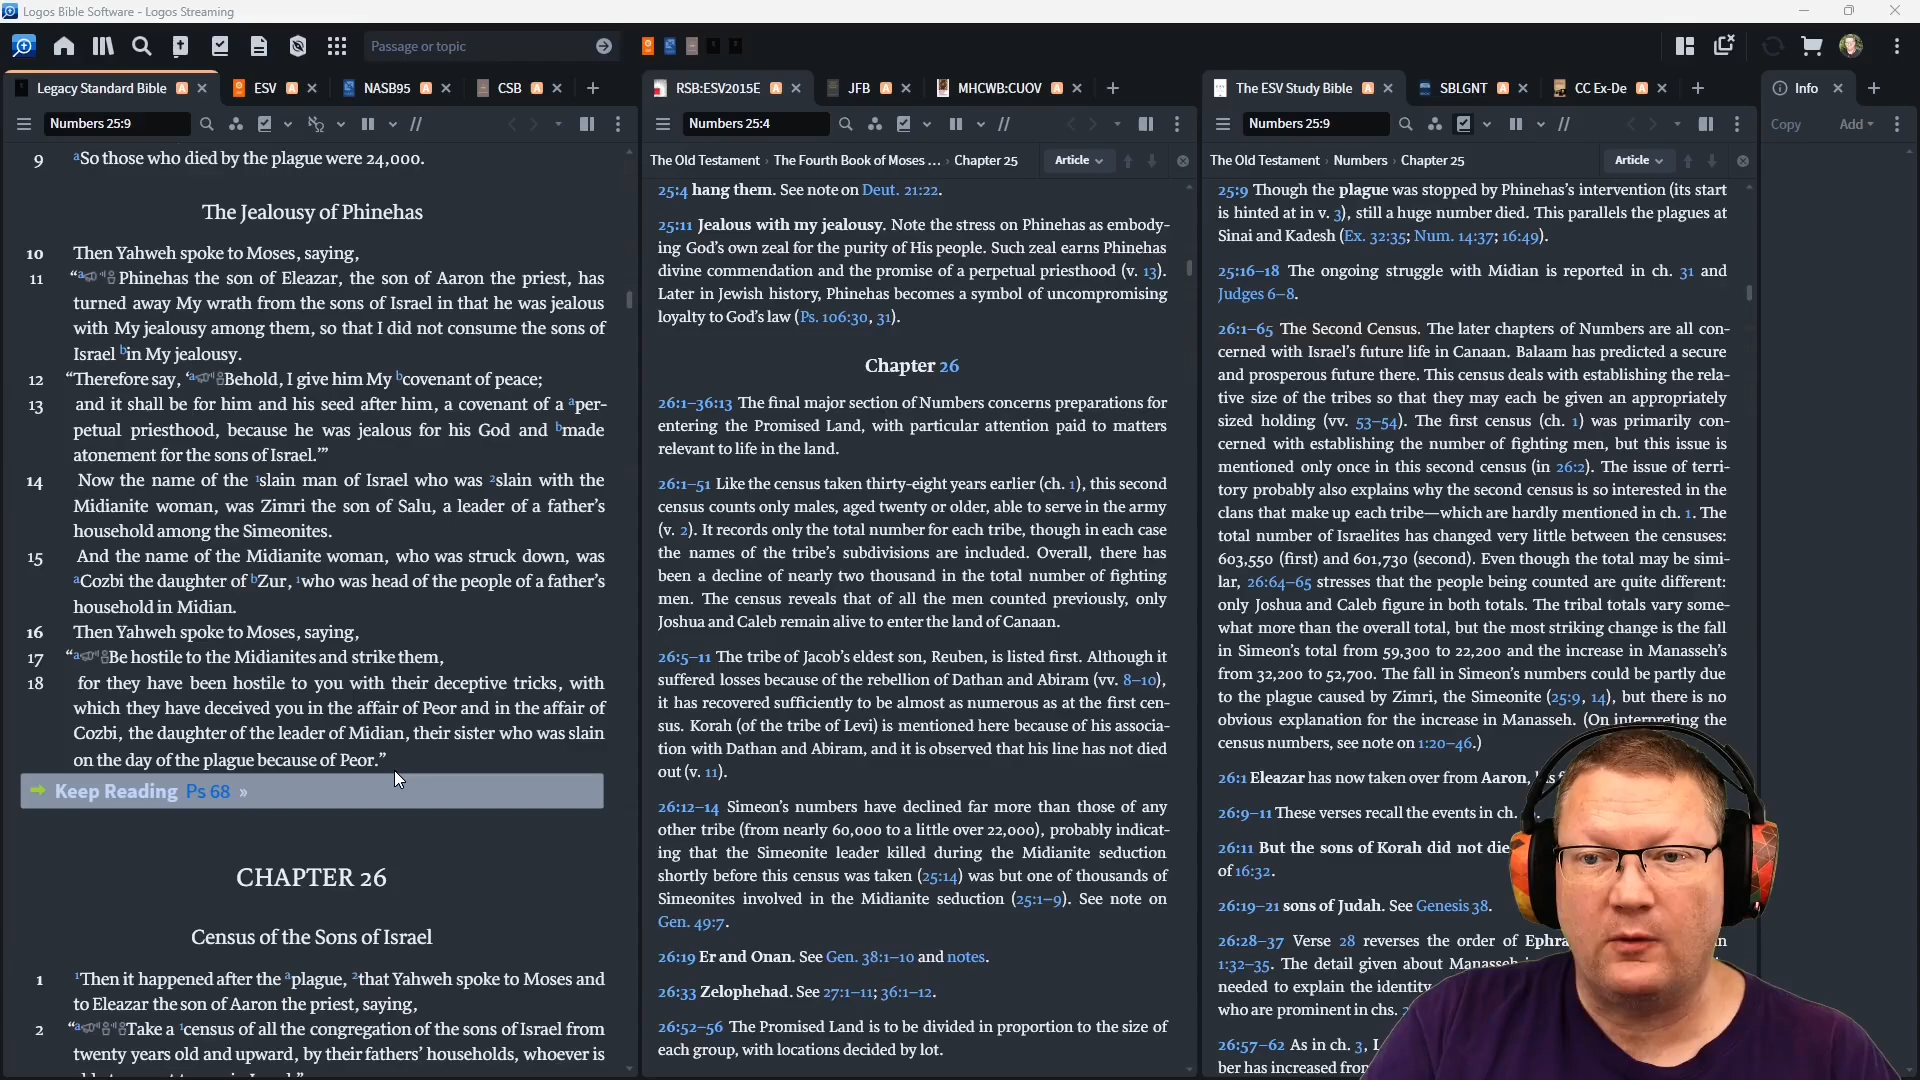 Logos Bible Software - Logos Streaming
Passage or topic
Legacy Standard Bible A
ESV A
NASB95 A
CSB A
Numbers 25:9
9 ªSo those who died by the plague were 24,000.
The Jealousy of Phinehas
10 Then Yahweh spoke to Moses, saying,
11 “ªPhinehas the son of Eleazar, the son of Aaron the priest, has
turned away My wrath from the sons of Israel in that he was jealous
with My jealousy among them, so that I did not consume the sons of
Israel ᵇin My jealousy.
12 “Therefore say, ‘ªBehold, I give him My ᵇcovenant of peace;
13 and it shall be for him and his seed after him, a covenant of a ªper-
petual priesthood, because he was jealous for his God and ᵇmade
atonement for the sons of Israel.’”
14 Now the name of the ¹slain man of Israel who was ²slain with the
Midianite woman, was Zimri the son of Salu, a leader of a father’s
household among the Simeonites.
15 And the name of the Midianite woman, who was struck down, was
ªCozbi the daughter of ᵇZur, ¹who was head of the people of a father’s
household in Midian.
16 Then Yahweh spoke to Moses, saying,
17 “ªBe hostile to the Midianites and strike them,
18 for they have been hostile to you with their deceptive tricks, with
which they have deceived you in the affair of Peor and in the affair of
Cozbi, the daughter of the leader of Midian, their sister who was slain
on the day of the plague because of Peor.”
Keep Reading Ps 68 »
CHAPTER 26
Census of the Sons of Israel
1 ¹Then it happened after the ªplague, ²that Yahweh spoke to Moses and
to Eleazar the son of Aaron the priest, saying,
2 “ªTake a ¹census of all the congregation of the sons of Israel from
twenty years old and upward, by their fathers’ households, whoever is
RSB:ESV2015E A
JFB A
MHCWB:CUOV A
Numbers 25:4
The Old Testament › The Fourth Book of Moses ... › Chapter 25
Article
25:4 hang them. See note on Deut. 21:22.
25:11 Jealous with my jealousy. Note the stress on Phinehas as embody-
ing God’s own zeal for the purity of His people. Such zeal earns Phinehas
divine commendation and the promise of a perpetual priesthood (v. 13).
Later in Jewish history, Phinehas becomes a symbol of uncompromising
loyalty to God’s law (Ps. 106:30, 31).
Chapter 26
26:1–36:13 The final major section of Numbers concerns preparations for
entering the Promised Land, with particular attention paid to matters
relevant to life in the land.
26:1–51 Like the census taken thirty-eight years earlier (ch. 1), this second
census counts only males, aged twenty or older, able to serve in the army
(v. 2). It records only the total number for each tribe, though in each case
the names of the tribe’s subdivisions are included. Overall, there has
been a decline of nearly two thousand in the total number of fighting
men. The census reveals that of all the men counted previously, only
Joshua and Caleb remain alive to enter the land of Canaan.
26:5–11 The tribe of Jacob’s eldest son, Reuben, is listed first. Although it
suffered losses because of the rebellion of Dathan and Abiram (vv. 8–10),
it has recovered sufficiently to be almost as numerous as at the first cen-
sus. Korah (of the tribe of Levi) is mentioned here because of his associa-
tion with Dathan and Abiram, and it is observed that his line has not died
out (v. 11).
26:12–14 Simeon’s numbers have declined far more than those of any
other tribe (from nearly 60,000 to a little over 22,000), probably indicat-
ing that the Simeonite leader killed during the Midianite seduction
shortly before this census was taken (25:14) was but one of thousands of
Simeonites involved in the Midianite seduction (25:1–9). See note on
Gen. 49:7.
26:19 Er and Onan. See Gen. 38:1–10 and notes.
26:33 Zelophehad. See 27:1–11; 36:1–12.
26:52–56 The Promised Land is to be divided in proportion to the size of
each group, with locations decided by lot.
The ESV Study Bible A
SBLGNT A
CC Ex-De A
Numbers 25:9
The Old Testament › Numbers › Chapter 25
Article
25:9 Though the plague was stopped by Phinehas’s intervention (its start
is hinted at in v. 3), still a huge number died. This parallels the plagues at
Sinai and Kadesh (Ex. 32:35; Num. 14:37; 16:49).
25:16–18 The ongoing struggle with Midian is reported in ch. 31 and
Judges 6–8.
26:1–65 The Second Census. The later chapters of Numbers are all con-
cerned with Israel’s future life in Canaan. Balaam has predicted a secure
and prosperous future there. This census deals with establishing the rela-
tive size of the tribes so that they may each be given an appropriately
sized holding (vv. 53–54). The first census (ch. 1) was primarily con-
cerned with establishing the number of fighting men, but this issue is
mentioned only once in this second census (in 26:2). The issue of terri-
tory probably also explains why the second census is so interested in the
clans that make up each tribe—which are hardly mentioned in ch. 1. The
total number of Israelites has changed very little between the censuses:
603,550 (first) and 601,730 (second). Even though the total may be simi-
lar, 26:64–65 stresses that the people being counted are quite different:
only Joshua and Caleb figure in both totals. The tribal totals vary some-
what more than the overall total, but the most striking change is the fall
in Simeon’s total from 59,300 to 22,200 and the increase in Manasseh’s
from 32,200 to 52,700. The fall in Simeon’s numbers could be partly due
to the plague caused by Zimri, the Simeonite (25:9, 14), but there is no
obvious explanation for the increase in Manasseh. (On interpreting the
census numbers, see note on 1:20–46.)
26:1 Eleazar has now taken over from Aaron,
26:9–11 These verses recall the events in ch.
26:11 But the sons of Korah did not die
of 16:32.
26:19–21 sons of Judah. See Genesis 38.
26:28–37 Verse 28 reverses the order of Ephra
1:32–35. The detail given about Manasseh
needed to explain the identity
who are prominent in chs.
26:57–62 As in ch. 3,
ber has increased from
Info
Copy
Add